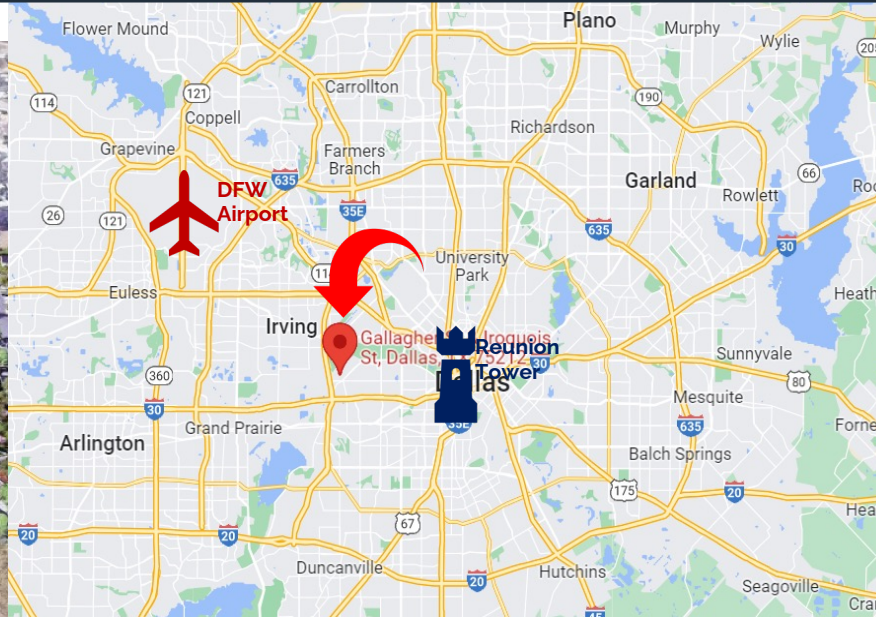 Plano
Flower Mound
Murphy
Wylie
205
Carrollton
121
190
114
Coppell
Richardson
Grapevine
Farmers
Branch
Garland
66
635
DFW
Airport
Rowlett
26
121
35E
635
30
University
Park
Euless
Heath
Irving
Gallagher
Iroquois
St, Dallas,
75212
Reunion
Tower
30
Sunnyvale
360
80
30
Mesquite
Grand Prairie
35E
635
Arlington
Balch Springs
175
20
67
20
20
Duncanville
20
Hutchins
Seagoville
45